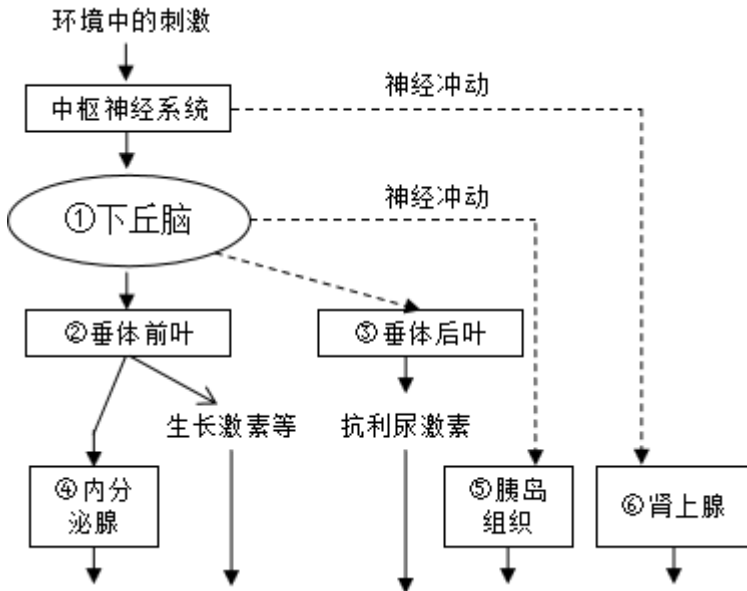 环境中的刺激
神经冲动
中枢神经系统
神经冲动
①下丘脑
②垂体前叶
③垂体后叶
生长激素等
抗利尿激素
④内分
泌腺
⑤胰岛
组织
⑥肾上腺